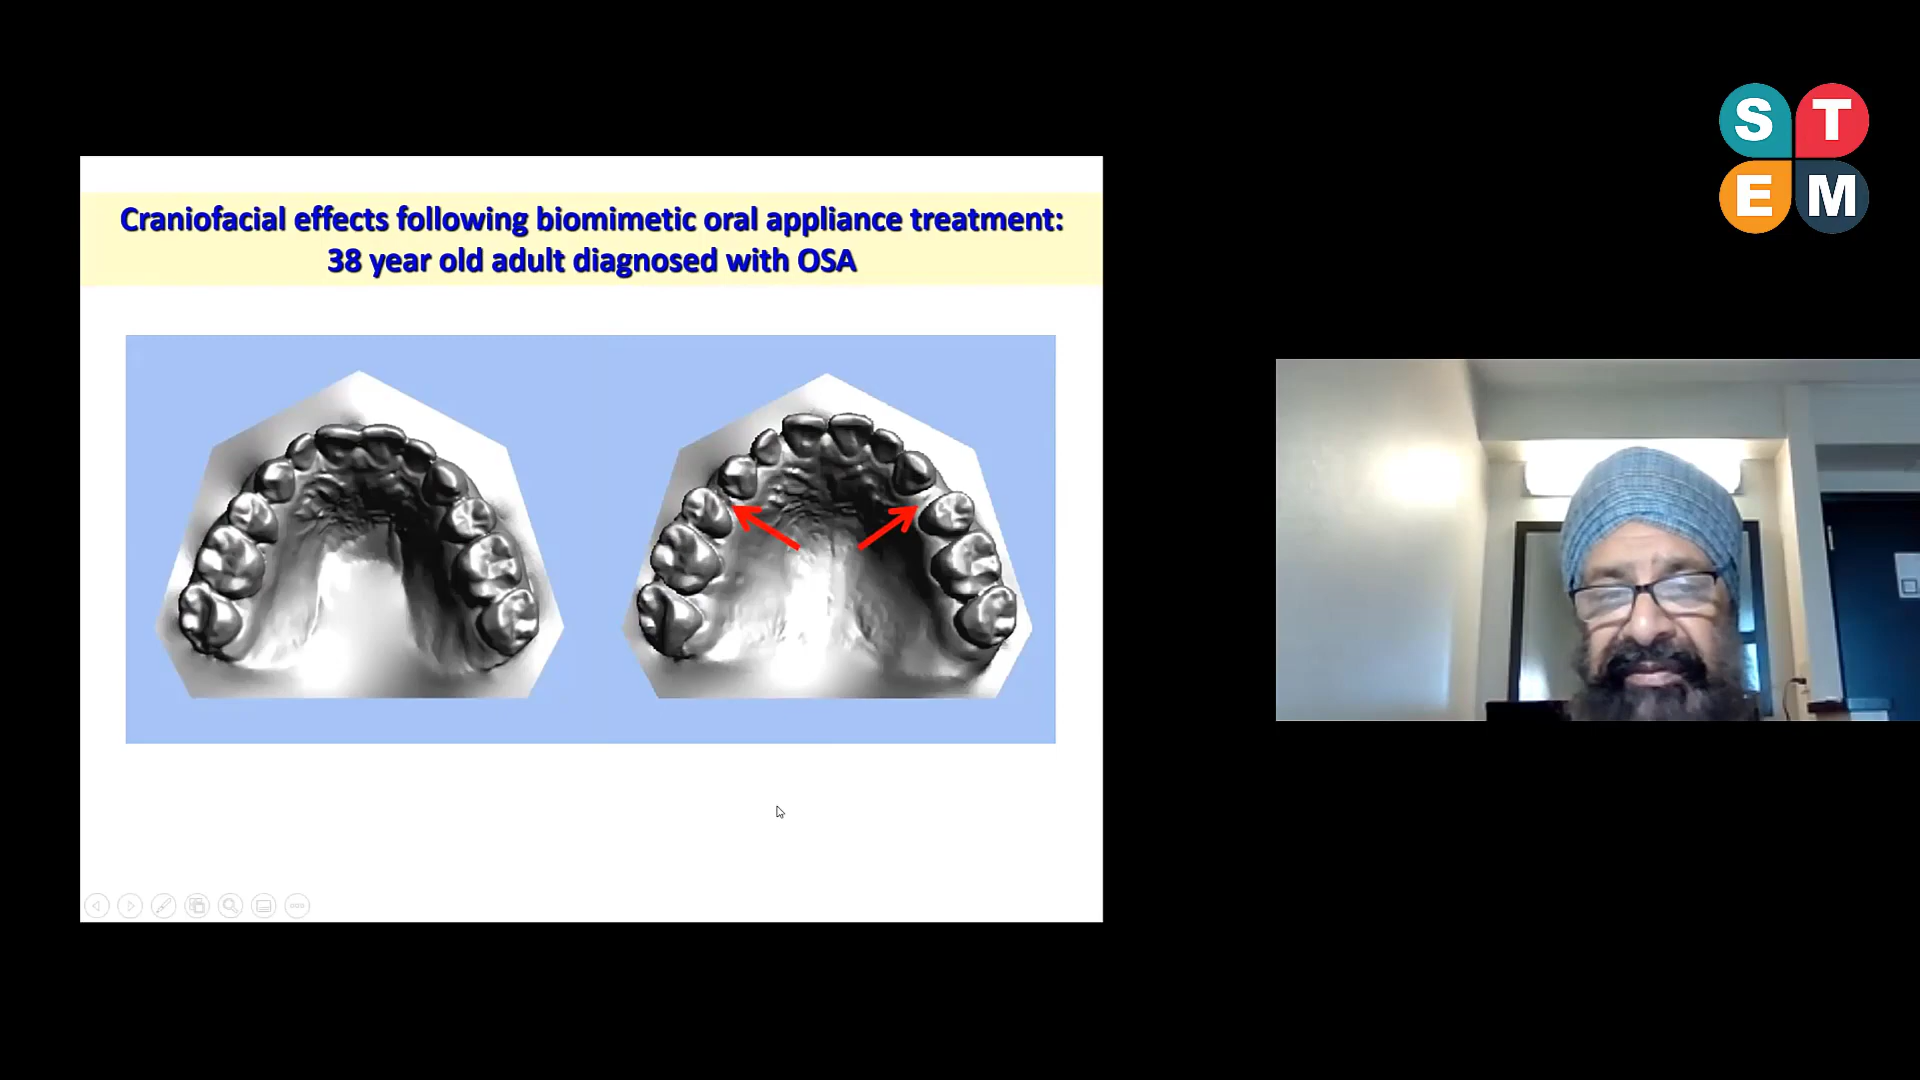 Craniofacial effects following biomimetic oral appliance treatment:
38 year old adult diagnosed with OSA
S T
E M